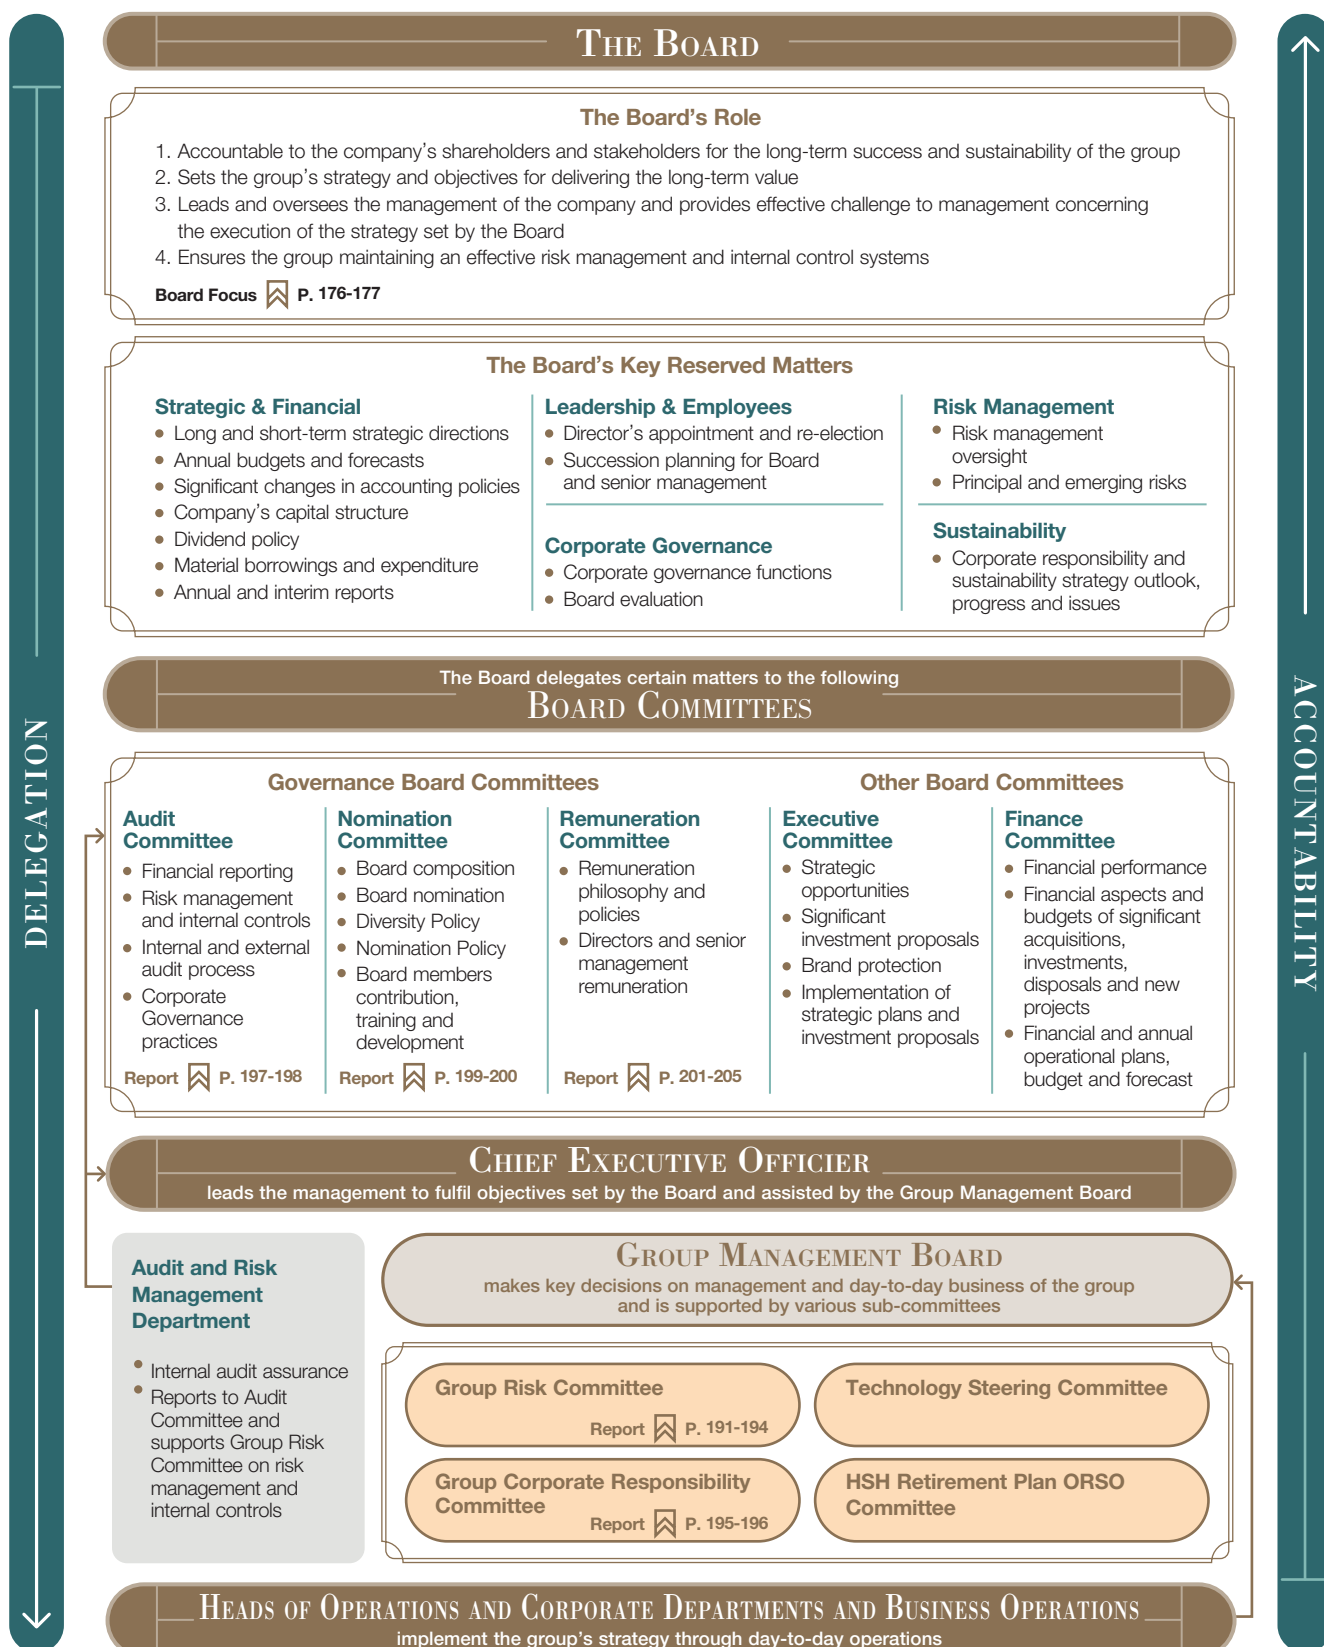 THE BOARD
The Board's Role
1. Accountable to the company's shareholders and stakeholders for the long-term success and sustainability of the group
2. Sets the group's strategy and objectives for delivering the long-term value
3. Leads and oversees the management of the company and provides effective challenge to management concerning
the execution of the strategy set by the Board
4. Ensures the group maintaining an effective risk management and internal control systems
Board Focus P. 176-177
The Board's Key Reserved Matters
Strategic & Financial
• Long and short-term strategic directions
• Annual budgets and forecasts
• Significant changes in accounting policies
• Company's capital structure
• Dividend policy
• Material borrowings and expenditure
• Annual and interim reports
Leadership & Employees
• Director's appointment and re-election
• Succession planning for Board
and senior management
Corporate Governance
• Corporate governance functions
• Board evaluation
Risk Management
• Risk management
oversight
• Principal and emerging risks
Sustainability
• Corporate responsibility and
sustainability strategy outlook,
progress and issues
The Board delegates certain matters to the following
BOARD COMMITTEES
DELEGATION
ACCOUNTABILITY
Governance Board Committees
Audit
Committee
• Financial reporting
• Risk management
and internal controls
• Internal and external
audit process
• Corporate
Governance
practices
Report P. 197-198
Nomination
Committee
• Board composition
• Board nomination
• Diversity Policy
• Nomination Policy
• Board members
contribution,
training and
development
Report P. 199-200
Remuneration
Committee
• Remuneration
philosophy and
policies
• Directors and senior
management
remuneration
Report P. 201-205
Other Board Committees
Executive
Committee
• Strategic
opportunities
• Significant
investment proposals
• Brand protection
• Implementation of
strategic plans and
investment proposals
Finance
Committee
• Financial performance
• Financial aspects and
budgets of significant
acquisitions,
investments,
disposals and new
projects
• Financial and annual
operational plans,
budget and forecast
CHIEF EXECUTIVE OFFICER
leads the management to fulfil objectives set by the Board and assisted by the Group Management Board
Audit and Risk
Management
Department
• Internal audit assurance
• Reports to Audit
Committee and
supports Group Risk
Committee on risk
management and
internal controls
GROUP MANAGEMENT BOARD
makes key decisions on management and day-to-day business of the group
and is supported by various sub-committees
Group Risk Committee
Report P. 191-194
Technology Steering Committee
Group Corporate Responsibility
Committee
Report P. 195-196
HSH Retirement Plan ORSO
Committee
HEADS OF OPERATIONS AND CORPORATE DEPARTMENTS AND BUSINESS OPERATIONS
implement the group's strategy through day-to-day operations